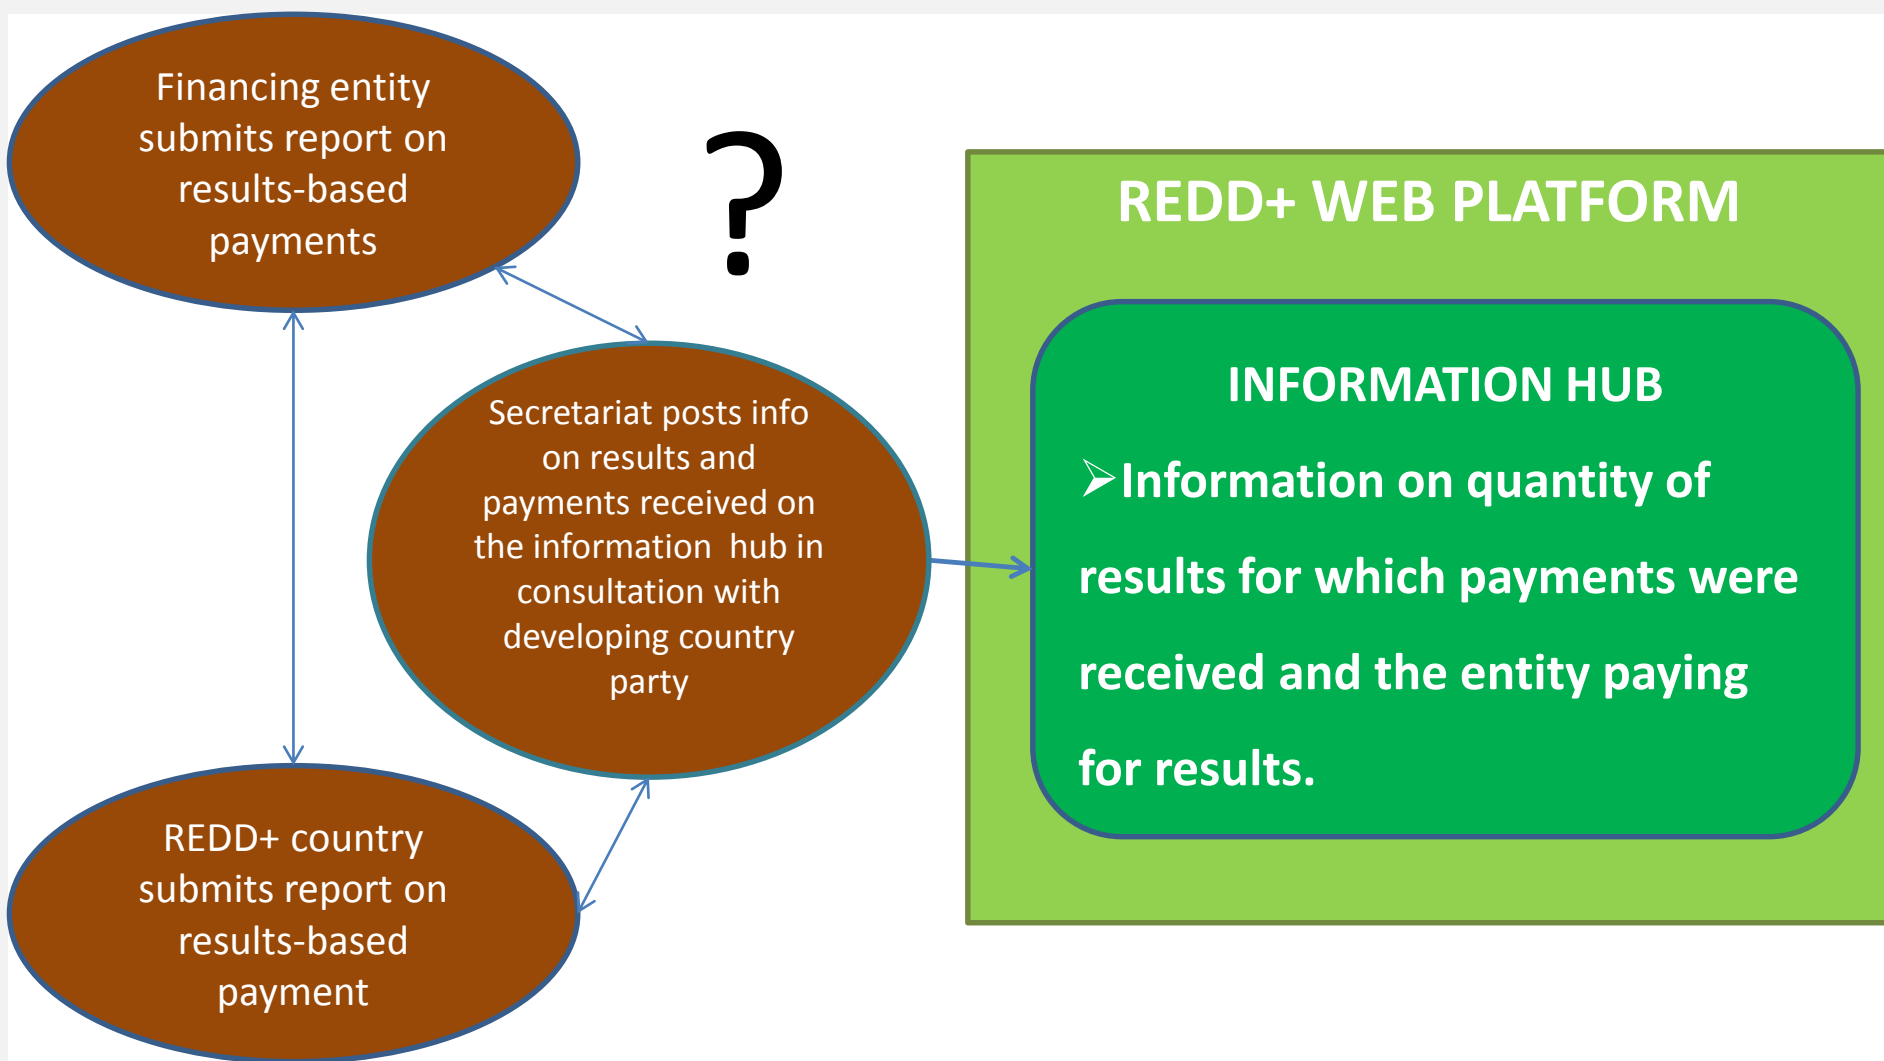 Financing entity
submits report on
results-based
payments
?
Secretariat posts info
on results and
payments received on
the information  hub in
consultation with
developing country
party
REDD+ country
submits report on
results-based
payment
REDD+ WEB PLATFORM
INFORMATION HUB
➢Information on quantity of
results for which payments were
received and the entity paying
for results.